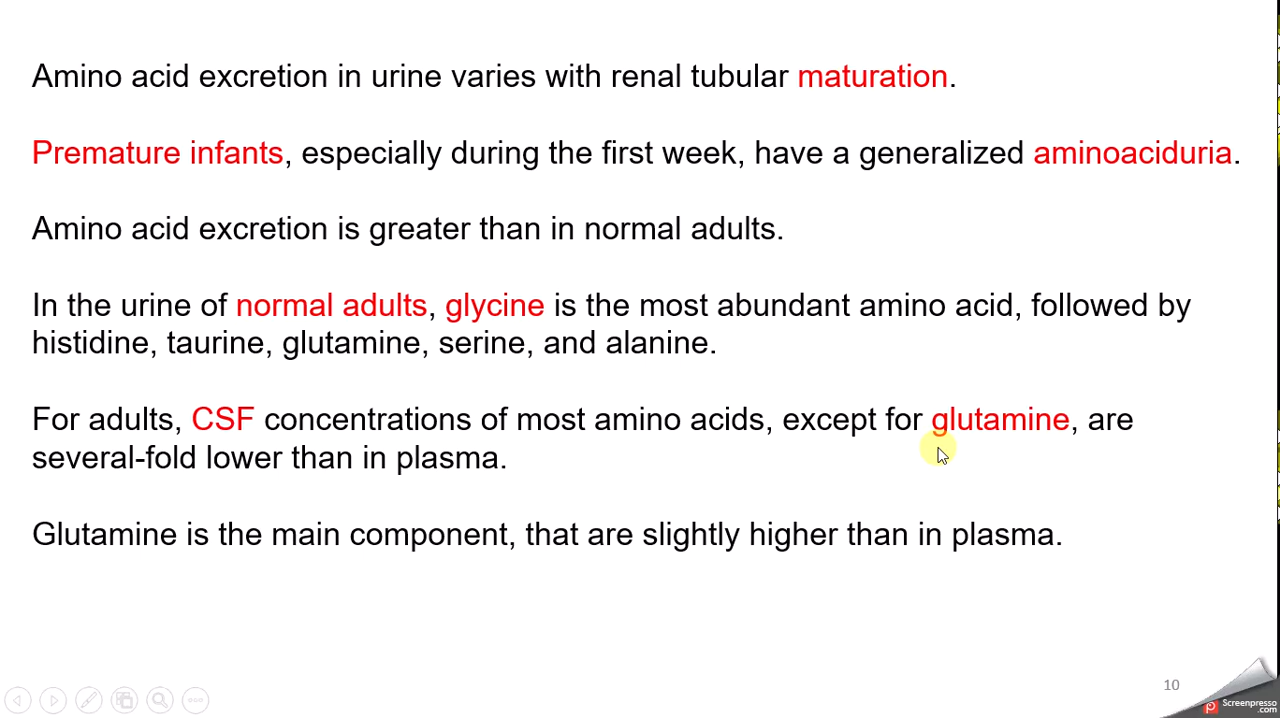 Amino acid excretion in urine varies with renal tubular maturation.
Premature infants, especially during the first week, have a generalized aminoaciduria.
Amino acid excretion is greater than in normal adults.
In the urine of normal adults, glycine is the most abundant amino acid, followed by
histidine, taurine, glutamine, serine, and alanine.
For adults, CSF concentrations of most amino acids, except for glutamine, are
several-fold lower than in plasma.
Glutamine is the main component, that are slightly higher than in plasma.
10
Screenpresso
.com